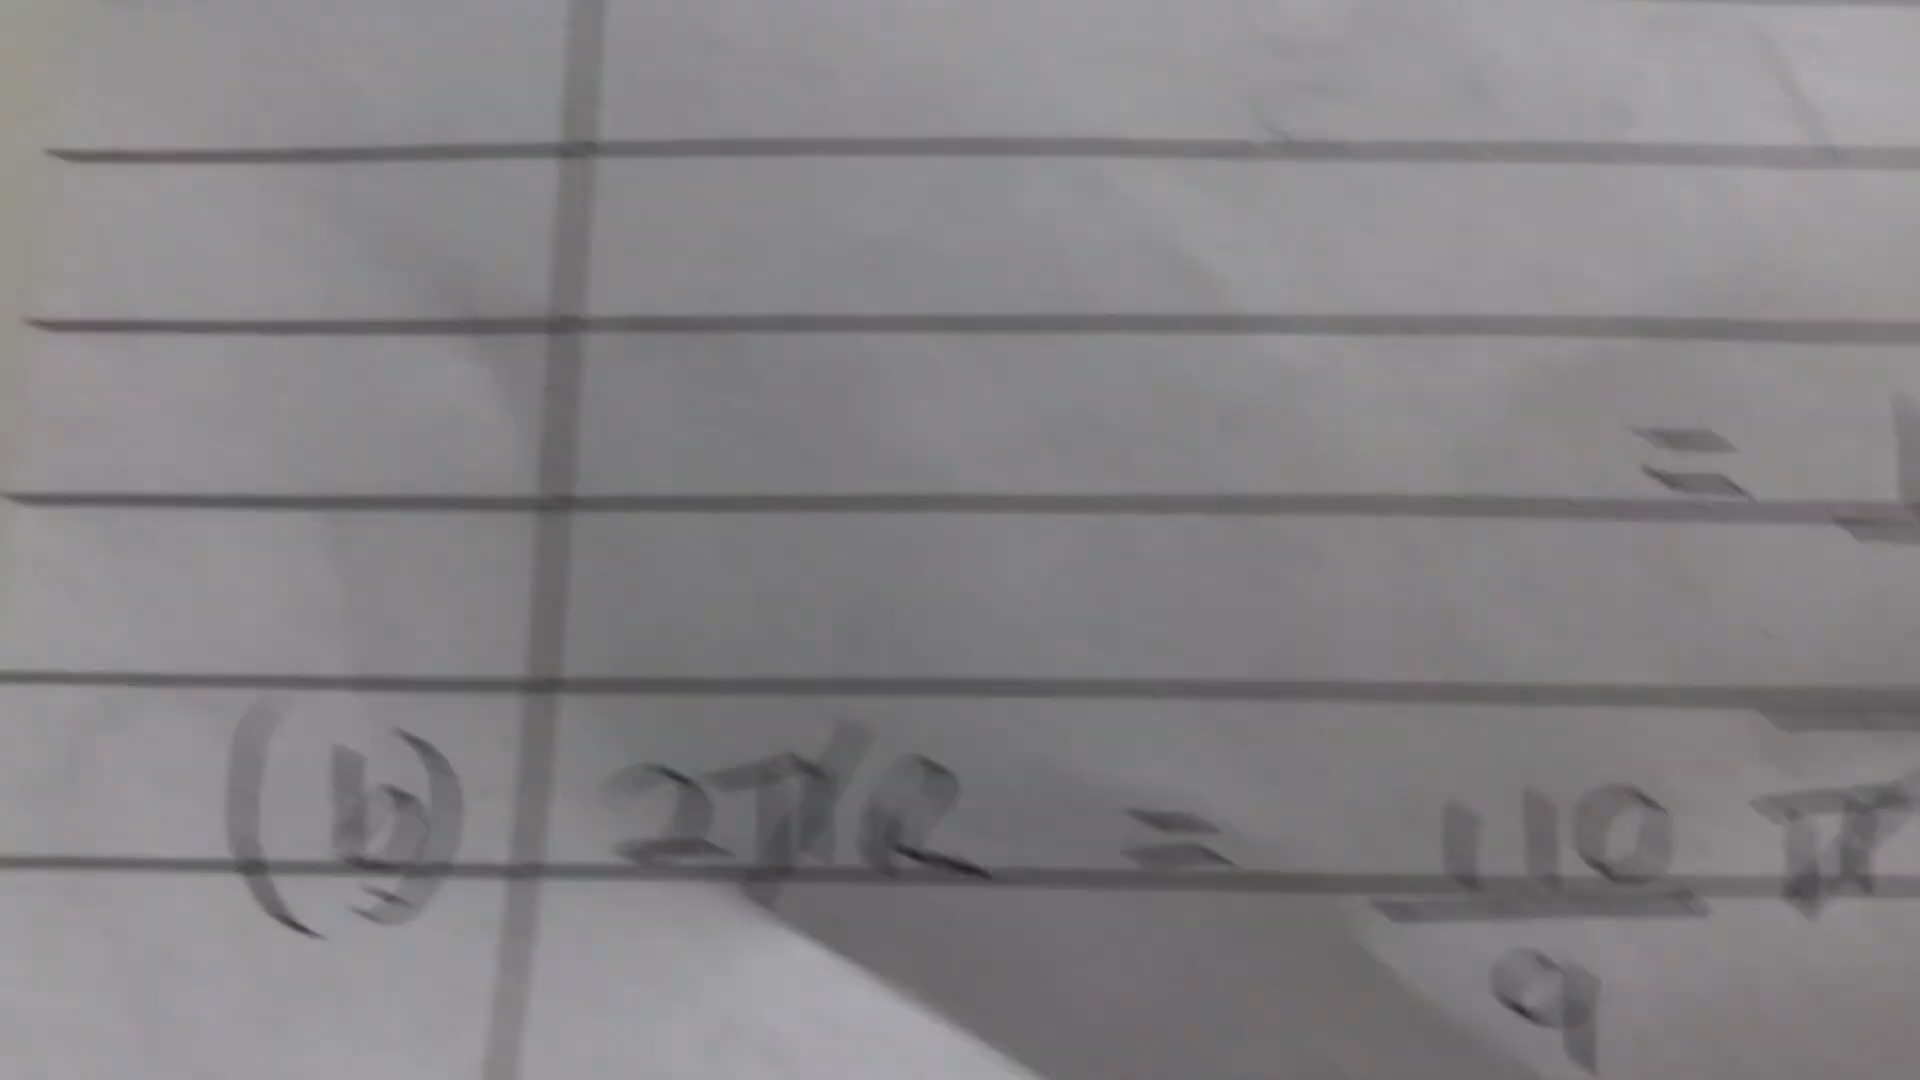 =
(b) 2πR = 110/9 π